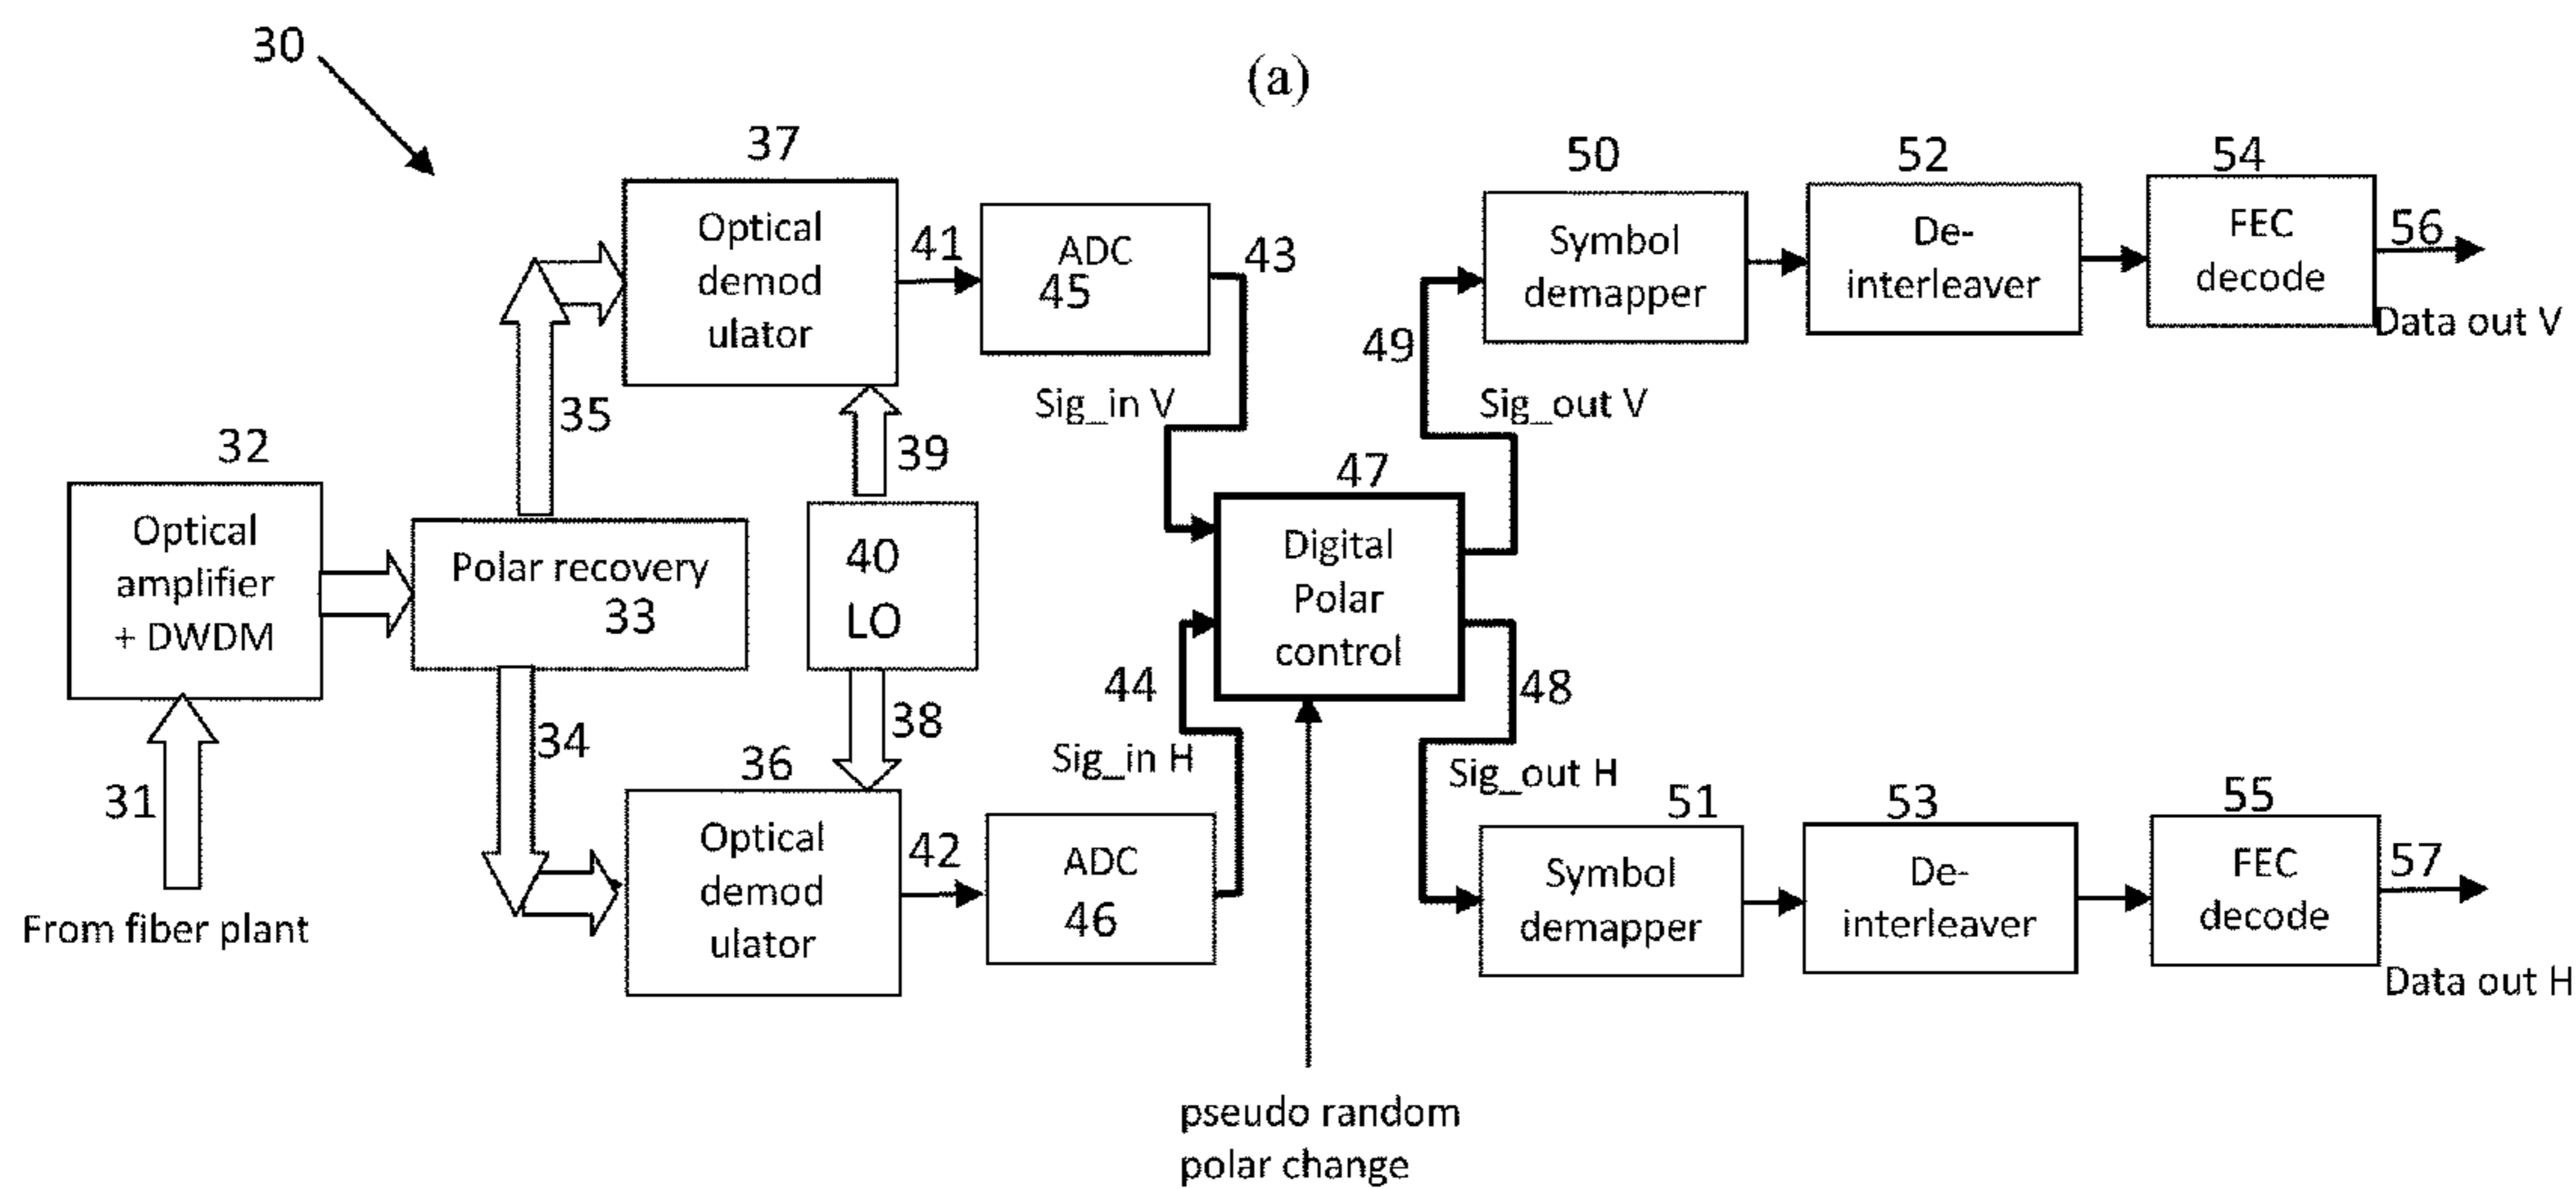 30
(a)
37
50
52
54
Optical
demod
ulator
41
ADC
45
43
Symbol
demapper
De-
interleaver
FEC
decode
56
Data out V
35
39
Sig_in V
49
Sig_out V
32
Optical
amplifier
+ DWDM
Polar recovery
33
40
LO
47
Digital
Polar
control
31
From fiber plant
34
38
44
Sig_in H
48
Sig_out H
36
Optical
demod
ulator
42
ADC
46
51
53
55
Symbol
demapper
De-
interleaver
FEC
decode
57
Data out H
pseudo random
polar change